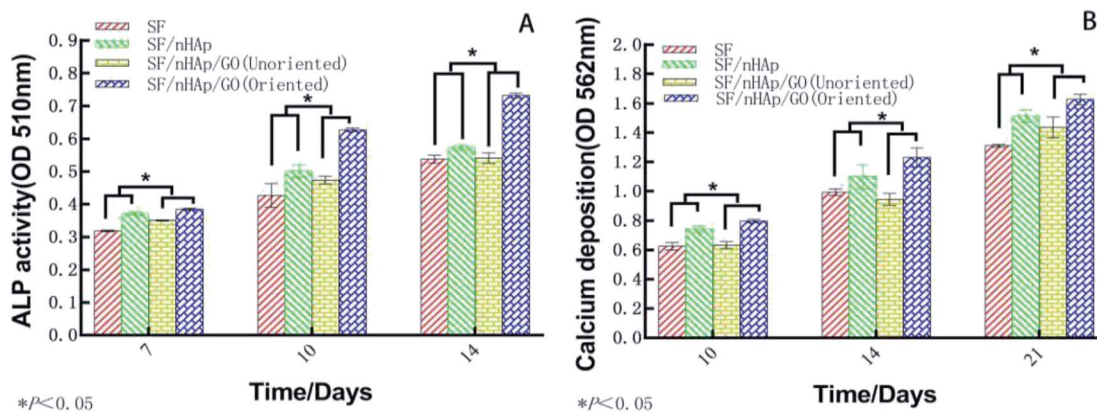 A
ALP activity(OD 510nm)
0.9
0.8
0.7
0.6
0.5
0.4
0.3
0.2
0.1
0.0
SF
SF/nHAp
SF/nHAp/GO(Unoriented)
SF/nHAp/GO(Oriented)
*
*
*
7
10
14
Time/Days
*P<0.05
B
Calcium deposition(OD 562nm)
2.0
1.8
1.6
1.4
1.2
1.0
0.8
0.6
0.4
0.2
0.0
SF
SF/nHAp
SF/nHAp/GO(Unoriented)
SF/nHAp/GO(Oriented)
*
*
*
10
14
21
Time/Days
*P<0.05